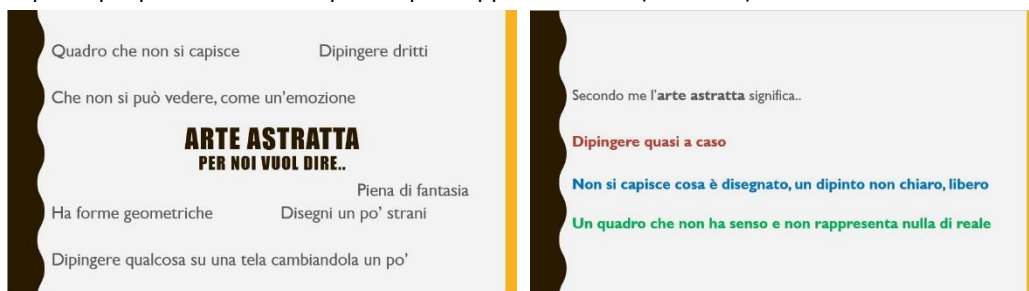 Quadro che non si capisce
Dipingere dritti
Che non si può vedere, come un'emozione
ARTE ASTRATTA
PER NOI VUOL DIRE..
Piena di fantasia
Ha forme geometriche
Disegni un po' strani
Dipingere qualcosa su una tela cambiandola un po'
Secondo me l'arte astratta significa..
Dipingere quasi a caso
Non si capisce cosa è disegnato, un dipinto non chiaro, libero
Un quadro che non ha senso e non rappresenta nulla di reale